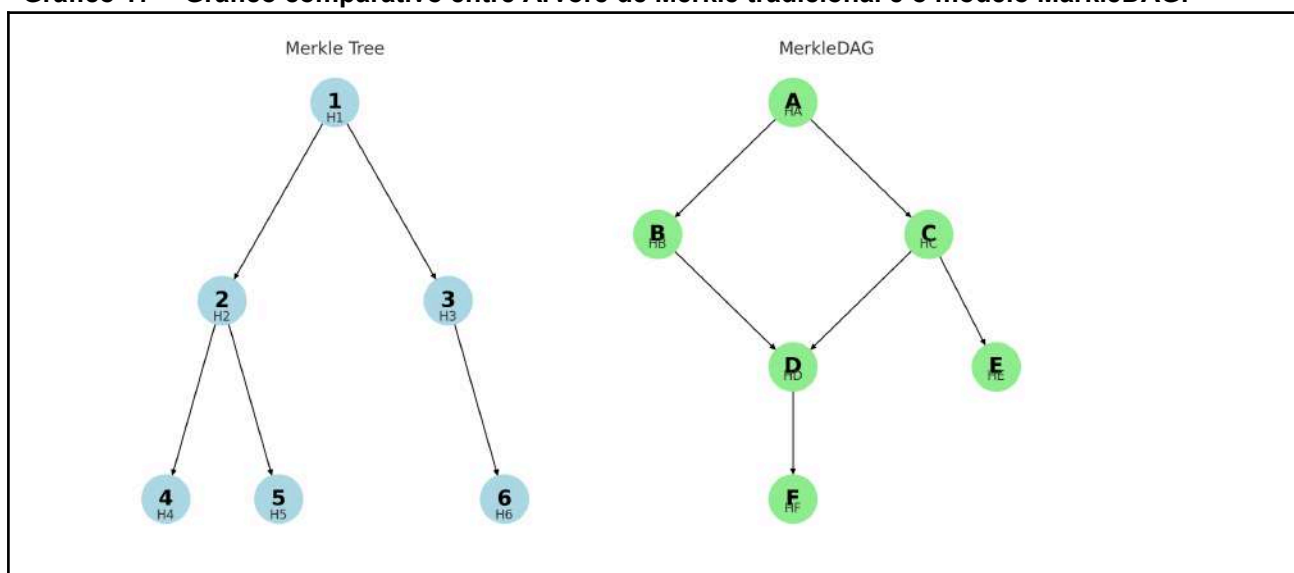 Gráfico comparativo entre Árvore de Merkle tradicional e o modelo MarkleDAG.
Merkle Tree
MerkleDAG
1
H1
A
HA
2
H2
3
H3
B
HB
C
HC
D
HD
E
HE
4
H4
5
H5
6
H6
F
HF